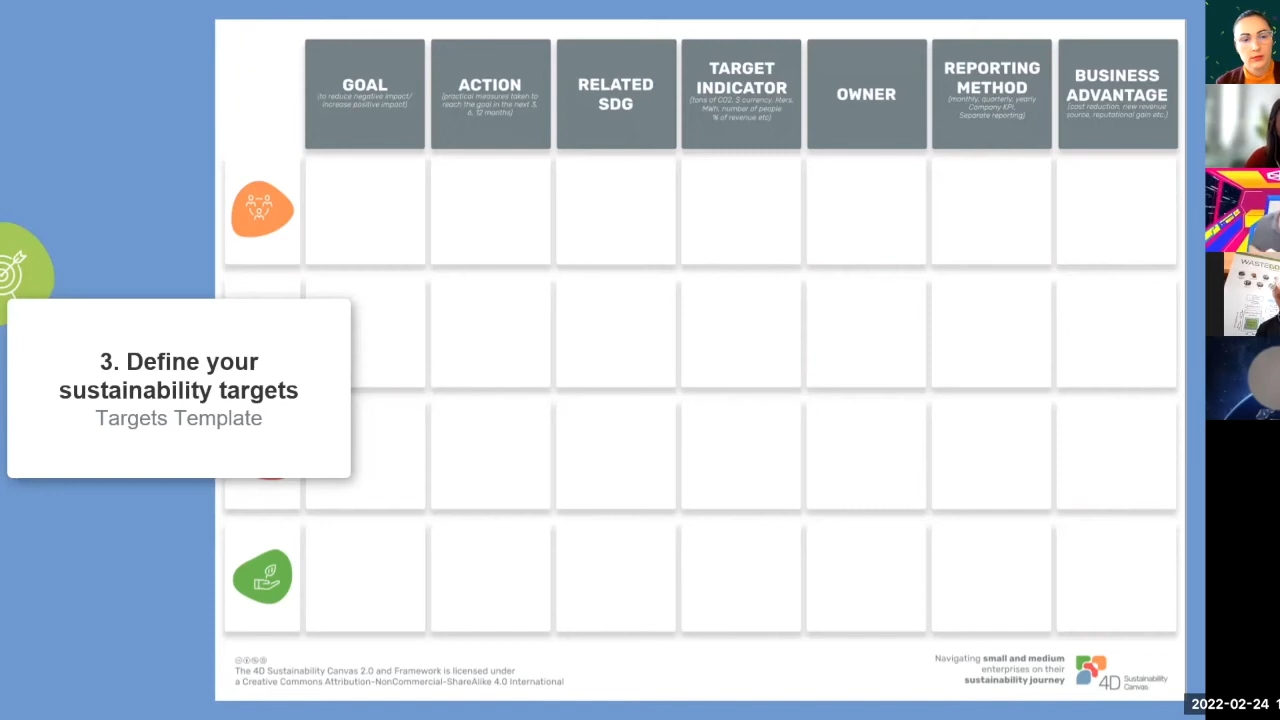 GOAL
(to reduce negative impact/
increase positive impact)
ACTION
(practical measures taken to
reach the goal in the next 3,
6, 12 months)
RELATED
SDG
TARGET
INDICATOR
(tons of CO2, $ currency, liters,
MWh, number of people
% of revenue etc)
OWNER
REPORTING
METHOD
(monthly, quarterly, yearly
Company KPI,
Separate reporting)
BUSINESS
ADVANTAGE
(cost reduction, new revenue
source, reputational gain etc.)
3. Define your
sustainability targets
Targets Template
The 4D Sustainability Canvas 2.0 and Framework is licensed under
a Creative Commons Attribution-NonCommercial-ShareAlike 4.0 International
Navigating small and medium
enterprises on their
sustainability journey
4D Sustainability
Canvas
2022-02-24